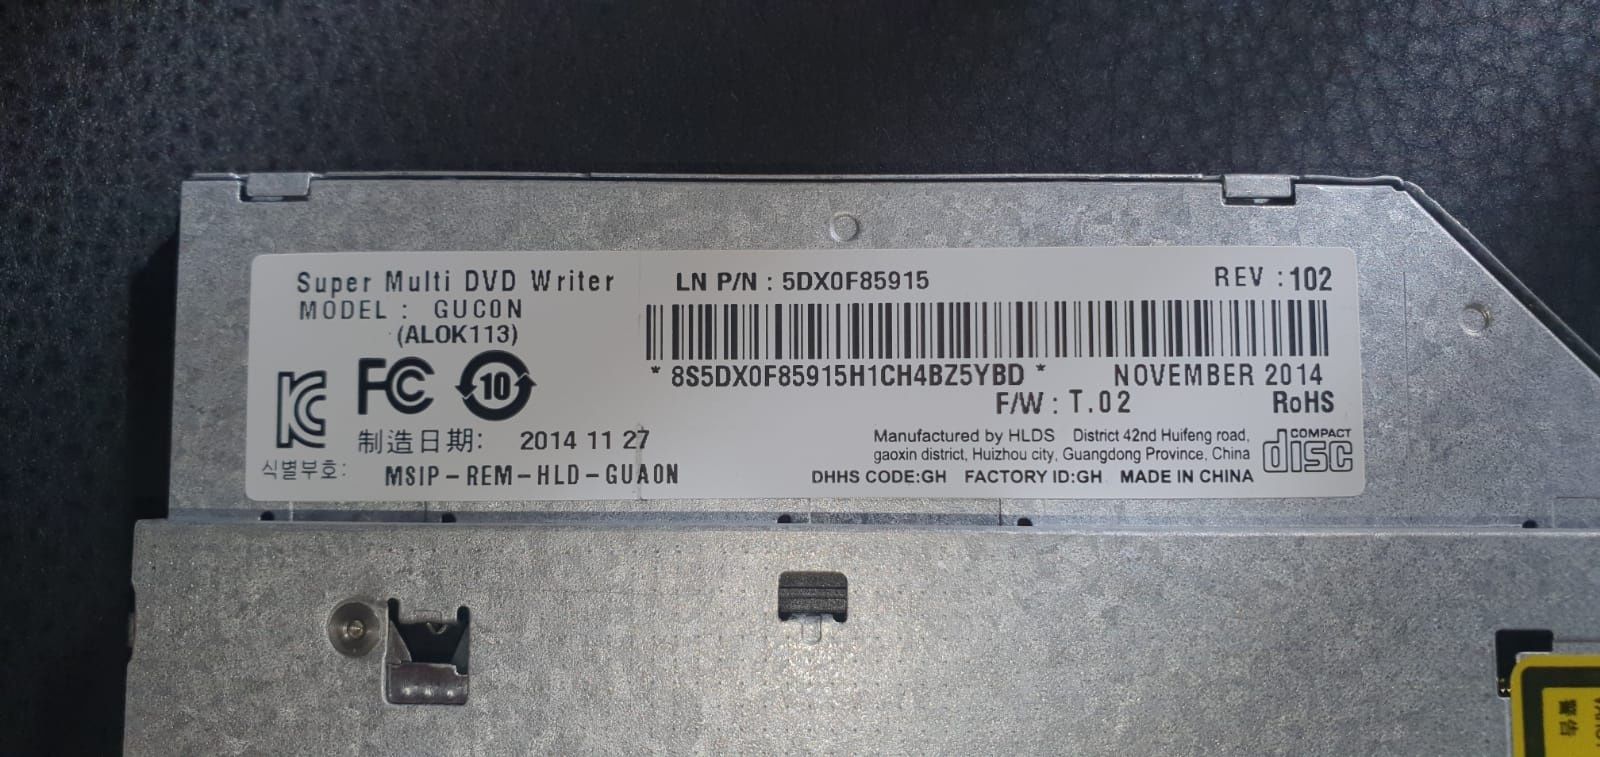 Super Multi DVD Writer
MODEL : GUC0N
(ALOK113)
LN P/N : 5DX0F85915
REV : 102
* 8S5DX0F85915H1CH4BZ5YBD *
NOVEMBER 2014
F/W : T.02
RoHS
FC
10
制造日期: 2014 11 27
식별부호: MSIP-REM-HLD-GUA0N
Manufactured by HLDS District 42nd Huifeng road,
gaoxin district, Huizhou city, Guangdong Province, China
COMPACT
disc
DHHS CODE:GH FACTORY ID:GH MADE IN CHINA
警告